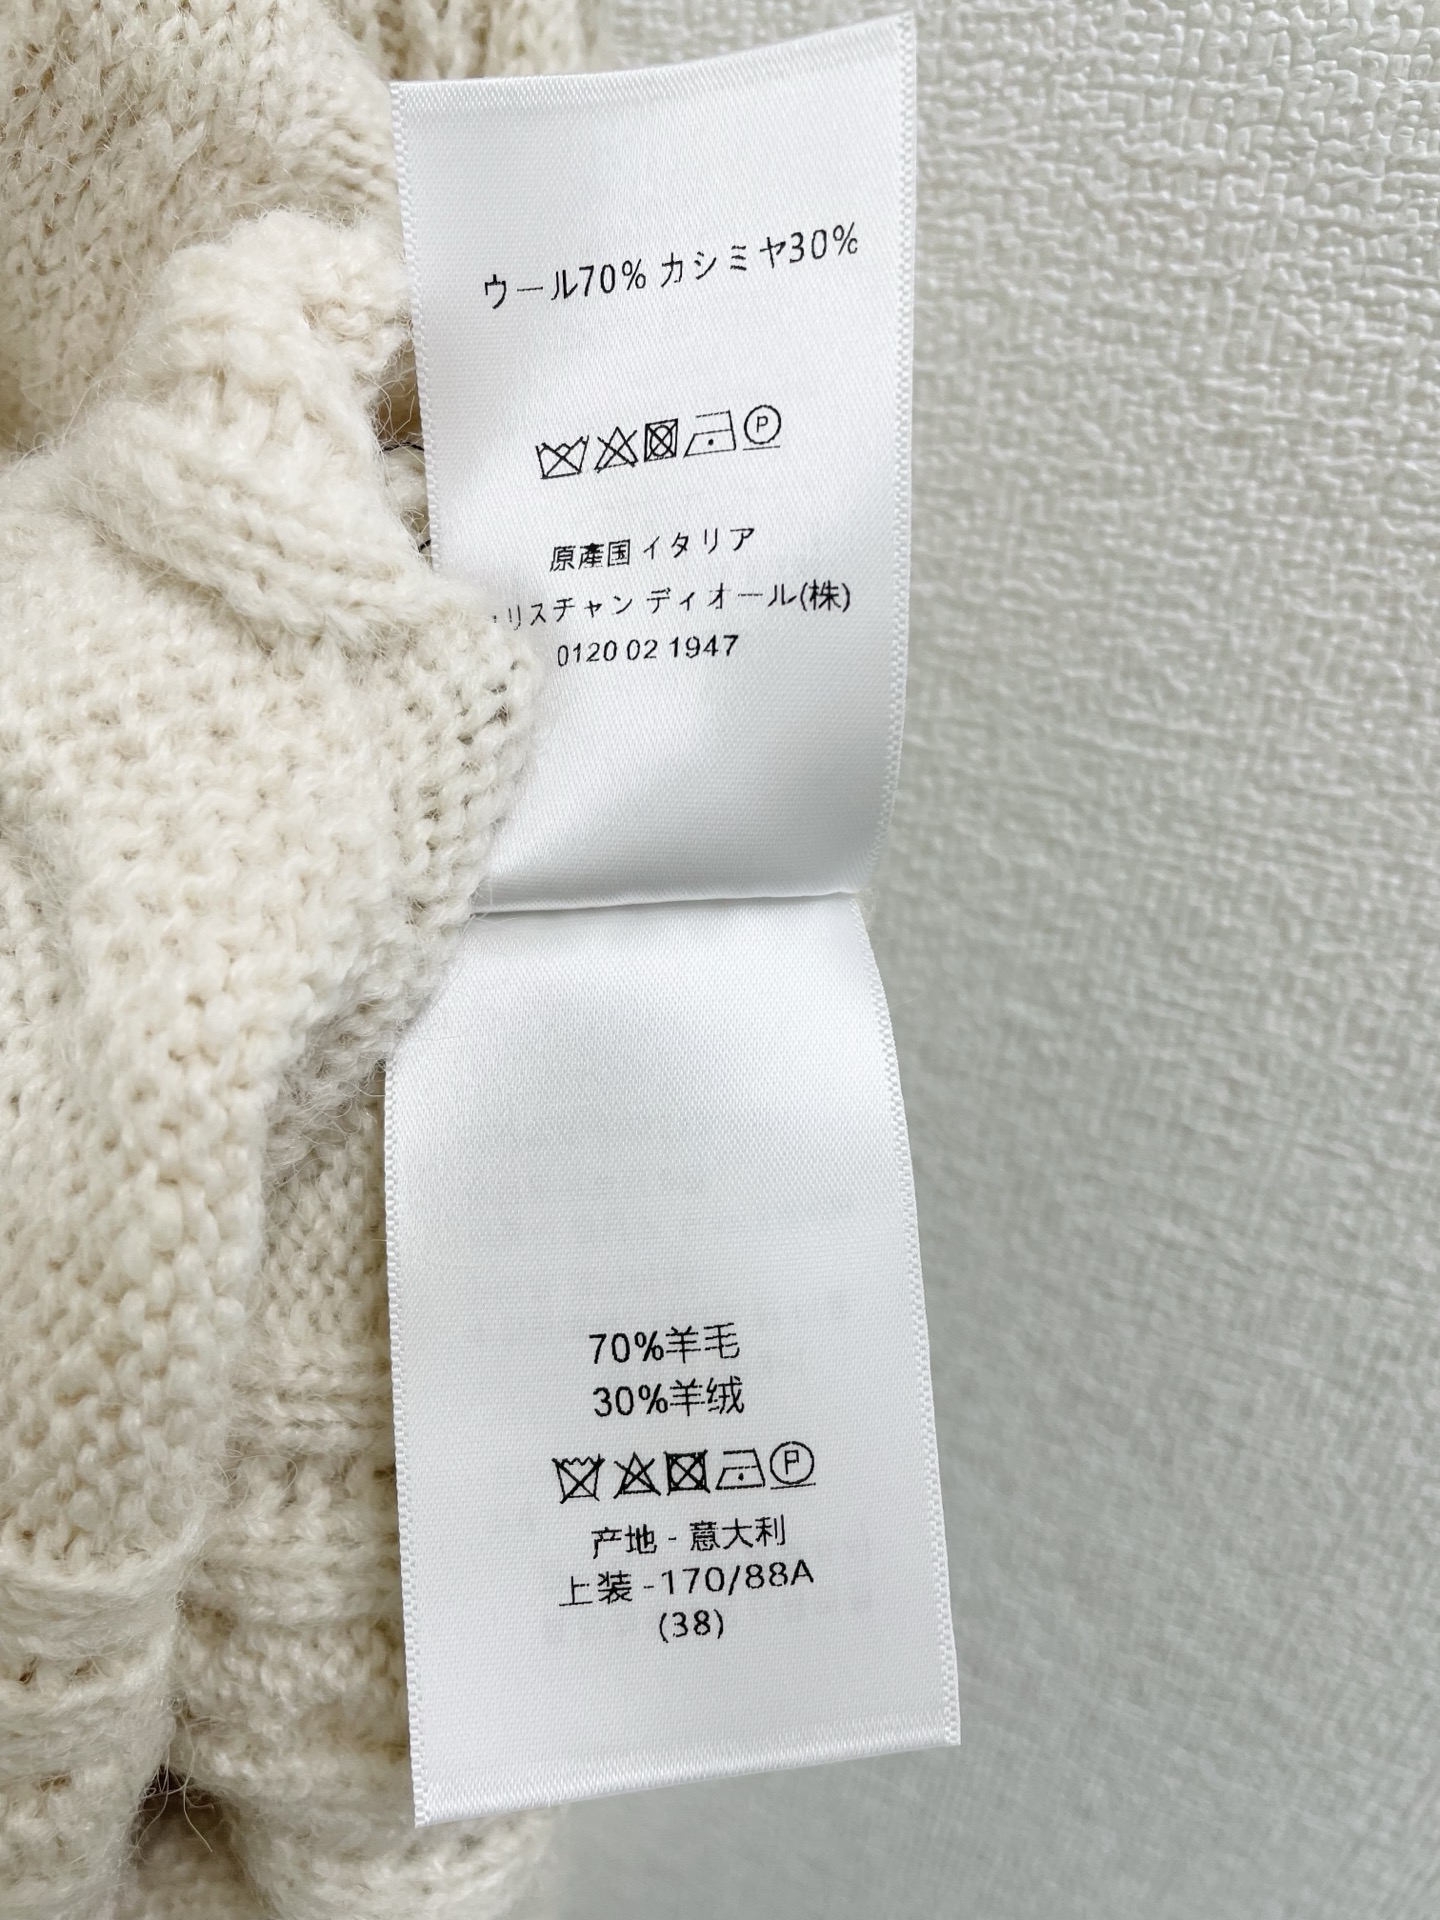 ウール70% カシミヤ30%
P
原産国 イタリア
リスチャン ディオール(株)
0120 02 1947
70%羊毛
30%羊绒
P
产地 - 意大利
上装 -170/88A
(38)